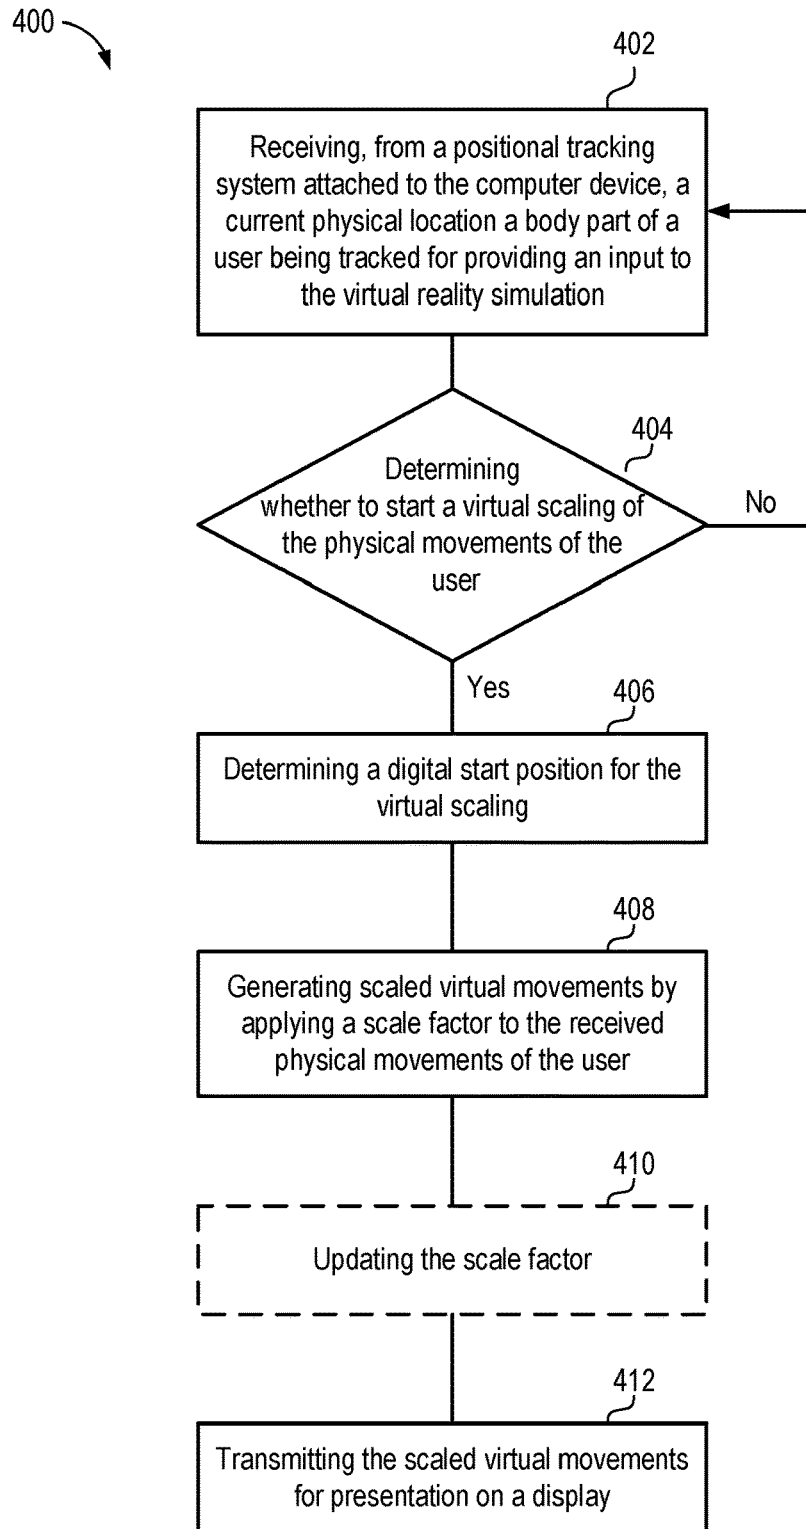 400
402
Receiving, from a positional tracking
system attached to the computer device, a
current physical location a body part of a
user being tracked for providing an input to
the virtual reality simulation
404
Determining
whether to start a virtual scaling of
the physical movements of the
user
No
Yes
406
Determining a digital start position for the
virtual scaling
408
Generating scaled virtual movements by
applying a scale factor to the received
physical movements of the user
410
Updating the scale factor
412
Transmitting the scaled virtual movements
for presentation on a display